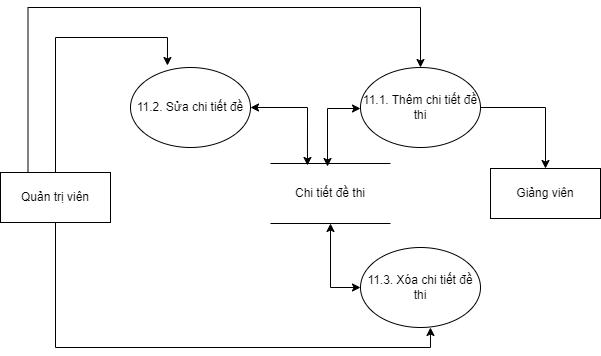 11.2. Sửa chi tiết đề
11.1. Thêm chi tiết đề
thi
Quản trị viên
Chi tiết đề thi
Giảng viên
11.3. Xóa chi tiết đề
thi